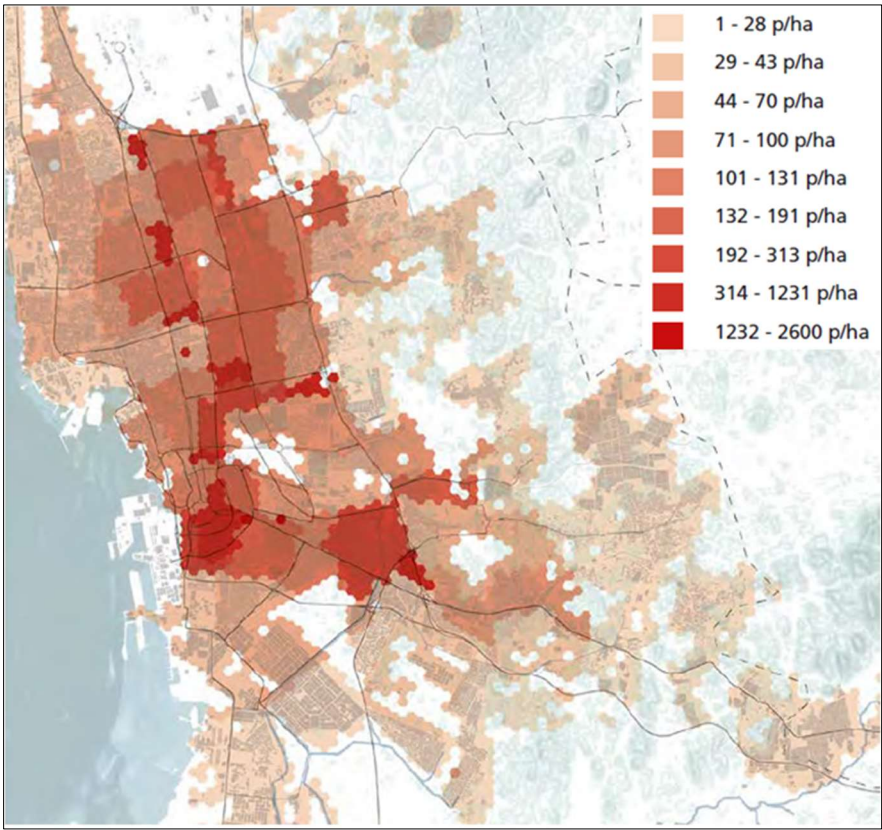 1 - 28 p/ha
29 - 43 p/ha
44 - 70 p/ha
71 - 100 p/ha
101 - 131 p/ha
132 - 191 p/ha
192 - 313 p/ha
314 - 1231 p/ha
1232 - 2600 p/ha